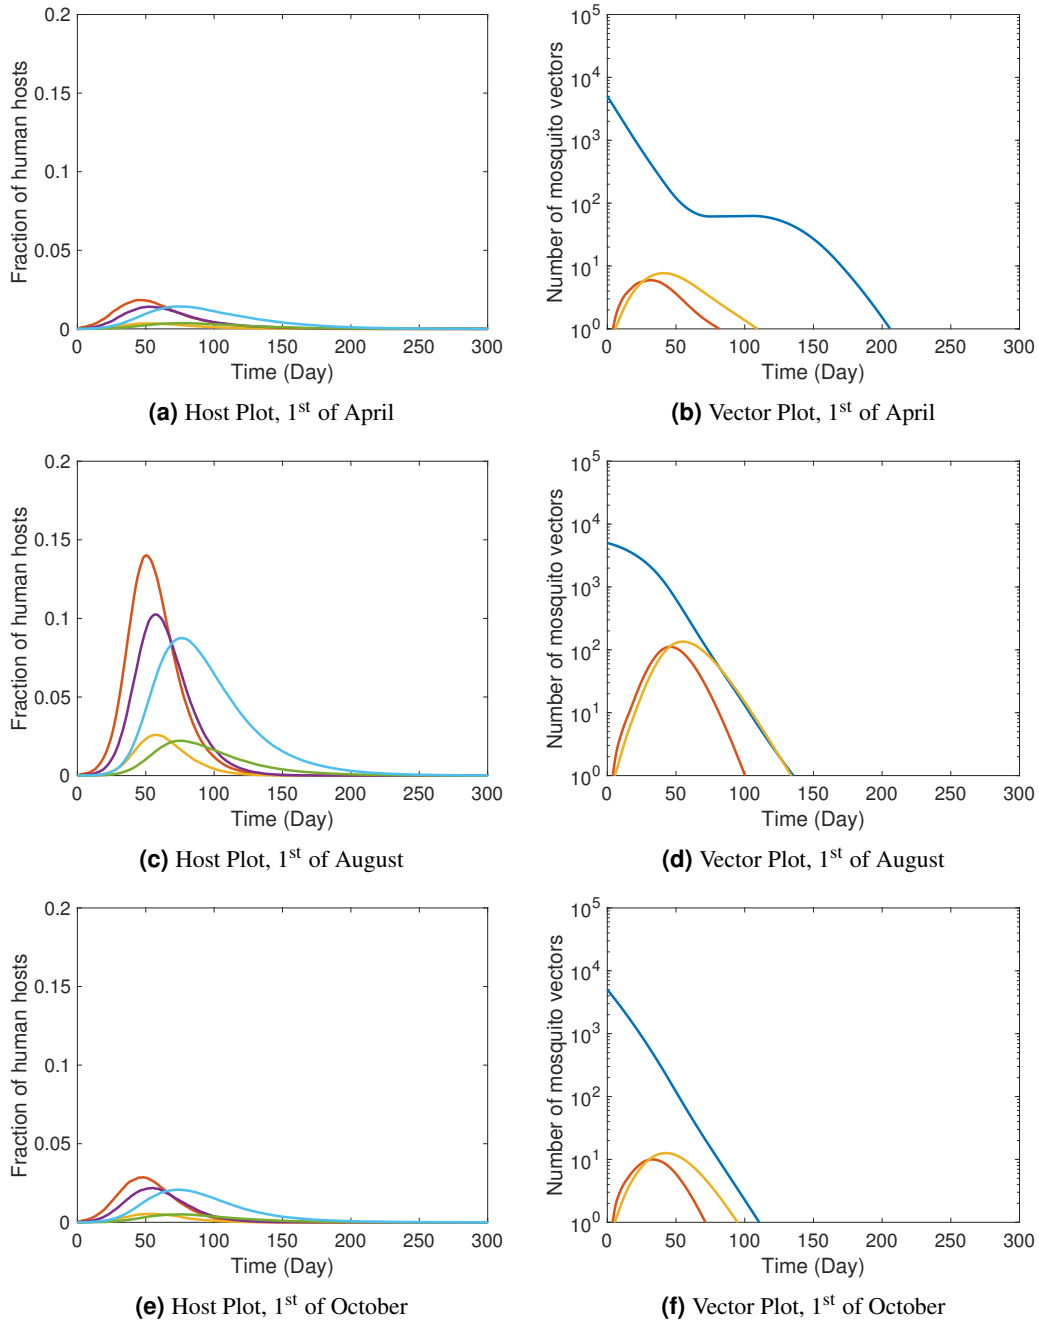 0.2
0.15
0.1
0.05
0
Fraction of human hosts
0 50 100 150 200 250 300
Time (Day)
(a) Host Plot, 1st of April
10^5
10^4
10^3
10^2
10^1
10^0
Number of mosquito vectors
0 50 100 150 200 250 300
Time (Day)
(b) Vector Plot, 1st of April
0.2
0.15
0.1
0.05
0
Fraction of human hosts
0 50 100 150 200 250 300
Time (Day)
(c) Host Plot, 1st of August
10^5
10^4
10^3
10^2
10^1
10^0
Number of mosquito vectors
0 50 100 150 200 250 300
Time (Day)
(d) Vector Plot, 1st of August
0.2
0.15
0.1
0.05
0
Fraction of human hosts
0 50 100 150 200 250 300
Time (Day)
(e) Host Plot, 1st of October
10^5
10^4
10^3
10^2
10^1
10^0
Number of mosquito vectors
0 50 100 150 200 250 300
Time (Day)
(f) Vector Plot, 1st of October